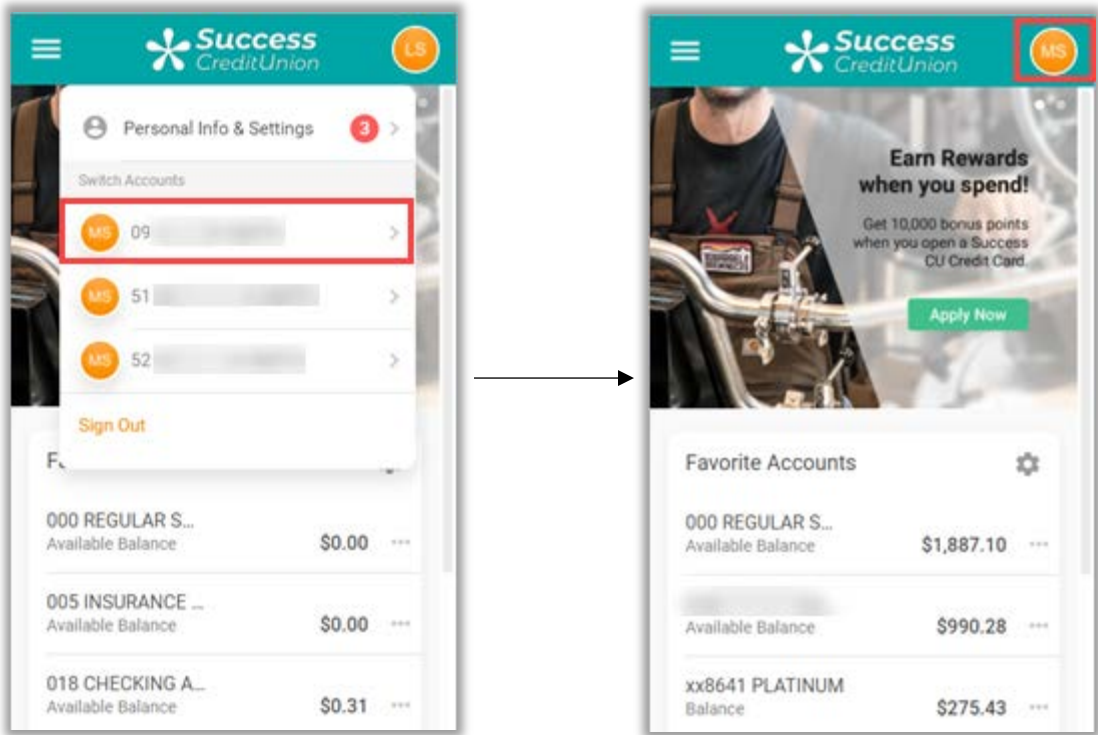 Success
CreditUnion
LS
Personal Info & Settings
3
Switch Accounts
MS 09
MS 51
MS 52
Sign Out
000 REGULAR S...
Available Balance
$0.00
005 INSURANCE ...
Available Balance
$0.00
018 CHECKING A...
Available Balance
$0.31
Success
CreditUnion
MS
Earn Rewards
when you spend!
Get 10,000 bonus points
when you open a Success
CU Credit Card.
Apply Now
Favorite Accounts
000 REGULAR S...
Available Balance
$1,887.10
Available Balance
$990.28
xx8641 PLATINUM
Balance
$275.43